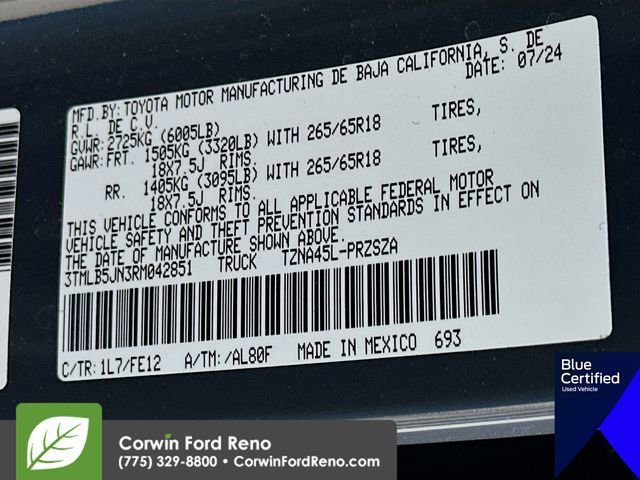 MFD.BY:TOYOTA MOTOR MANUFACTURING DE BAJA CALIFORNIA, S. DE
R.L. DE C.V. DATE: 07/24
GVWR:2725KG (6005LB)
GAWR:FRT. 1505KG (3320LB) WITH 265/65R18 TIRES,
18X7.5J RIMS.
RR. 1405KG (3095LB) WITH 265/65R18 TIRES,
18X7.5J RIMS.
THIS VEHICLE CONFORMS TO ALL APPLICABLE FEDERAL MOTOR
VEHICLE SAFETY AND THEFT PREVENTION STANDARDS IN EFFECT ON
THE DATE OF MANUFACTURE SHOWN ABOVE.
3TMLB5JN3RM042851 TRUCK TZNA45L-PRZSZA
C/TR: 1L7/FE12 A/TM: /AL80F MADE IN MEXICO 693
Blue
Certified
Used Vehicle
Corwin Ford Reno
(775) 329-8800 • CorwinFordReno.com